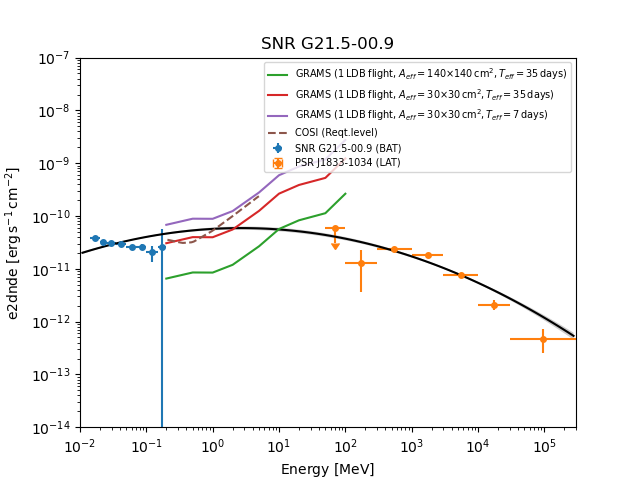 SNR G21.5-00.9
10^-7
10^-8
10^-9
10^-10
10^-11
10^-12
10^-13
10^-14
e2dnde [erg s^-1 cm^-2]
GRAMS (1 LDB flight, A_eff = 140×140 cm^2, T_eff = 35 days)
GRAMS (1 LDB flight, A_eff = 30×30 cm^2, T_eff = 35 days)
GRAMS (1 LDB flight, A_eff = 30×30 cm^2, T_eff = 7 days)
COSI (Reqt.level)
SNR G21.5-00.9 (BAT)
PSR J1833-1034 (LAT)
10^-2 10^-1 10^0 10^1 10^2 10^3 10^4 10^5
Energy [MeV]